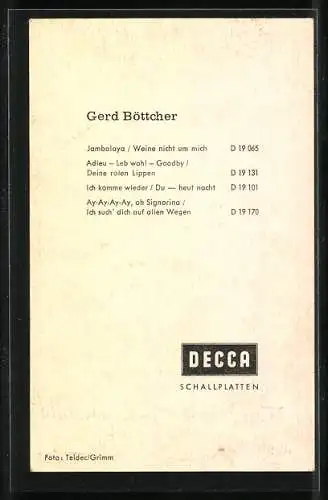 Gerd Böttcher
Jambalaya / Weine nicht um mich D 19 065
Adieu – Leb wohl – Goodby /
Deine roten Lippen D 19 131
Ich komme wieder / Du — heut nacht D 19 101
Ay-Ay-Ay-Ay, ob Signorina /
Ich such' dich auf allen Wegen D 19 170
DECCA
SCHALLPLATTEN
Foto: Teldec/Grimm